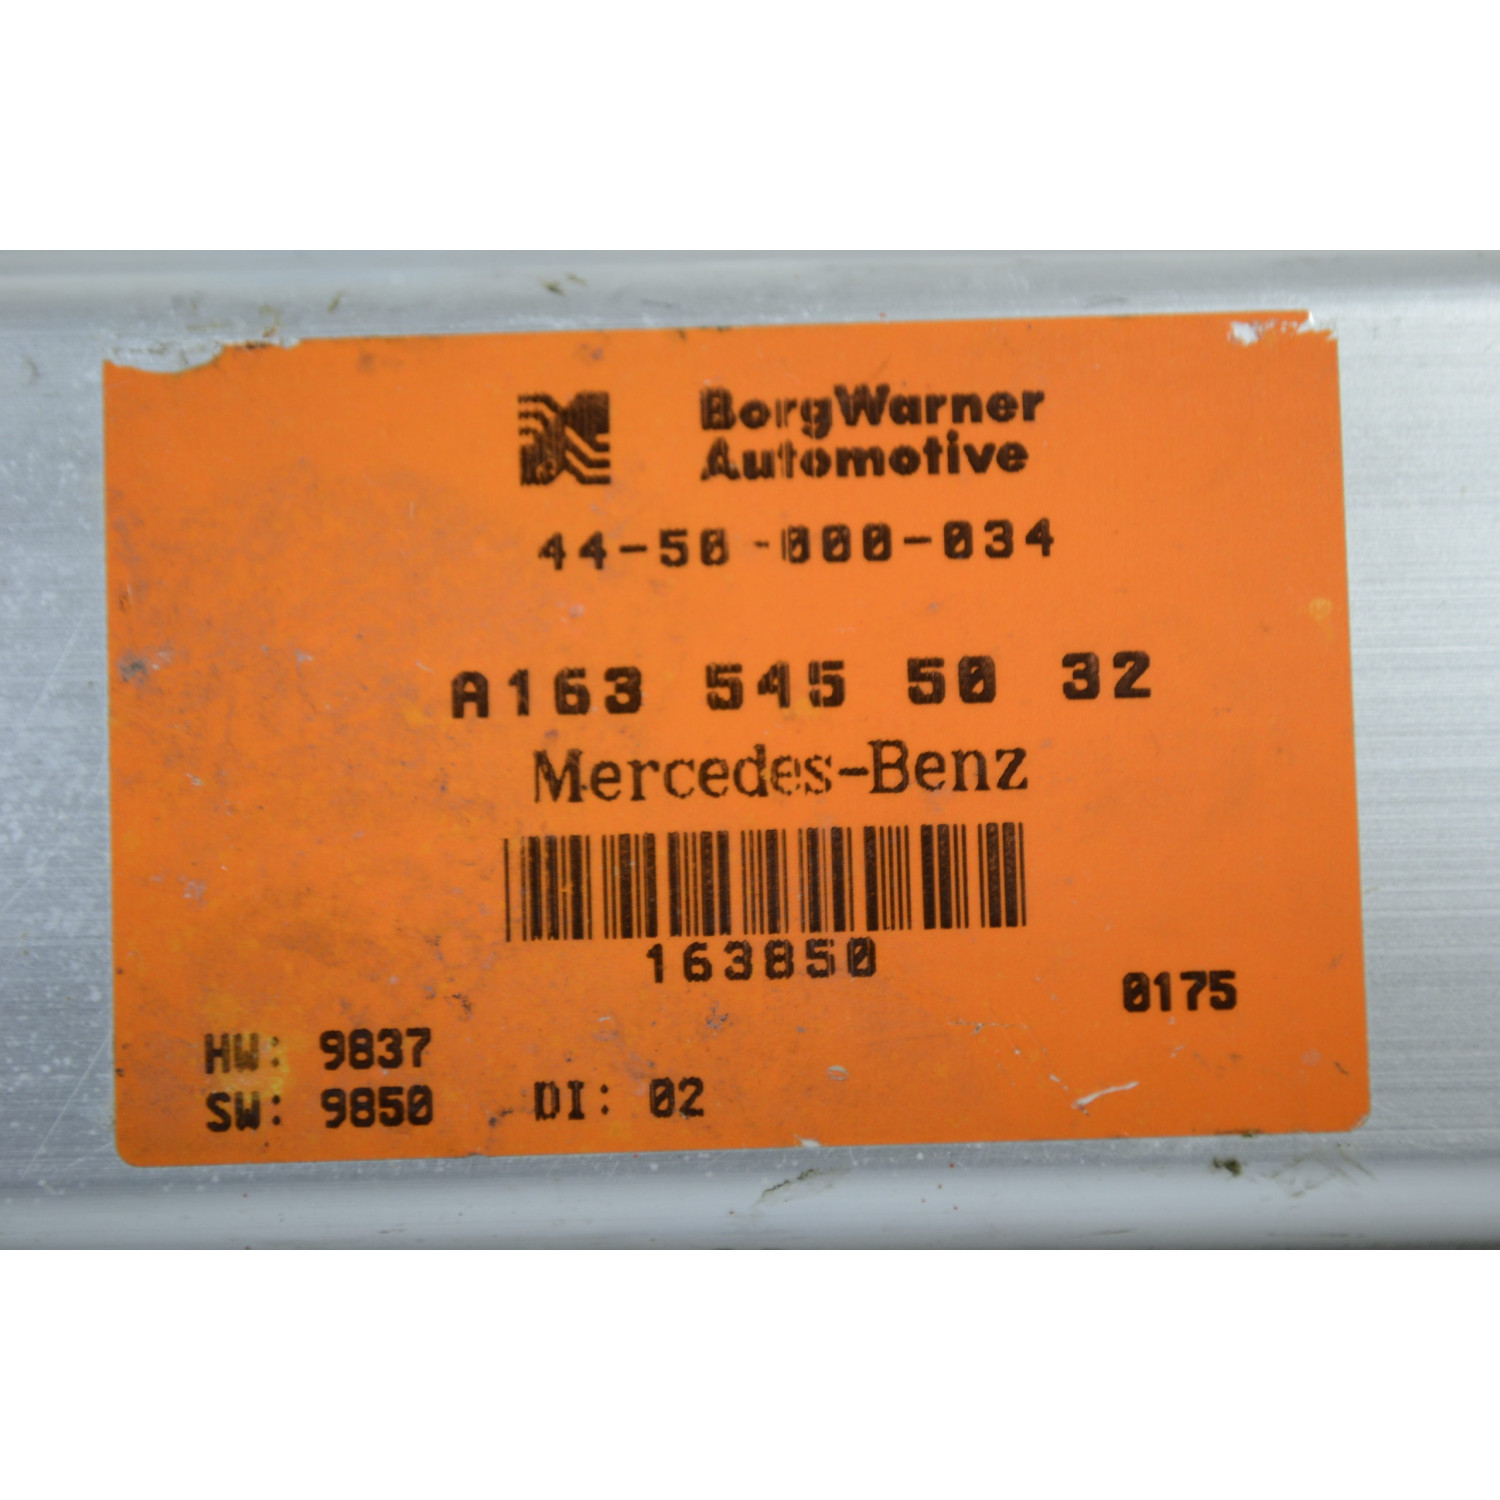 BorgWarner
Automotive
44-50-000-034
A163 545 50 32
Mercedes-Benz
163850
0175
HW: 9837
SW: 9850 DI: 02